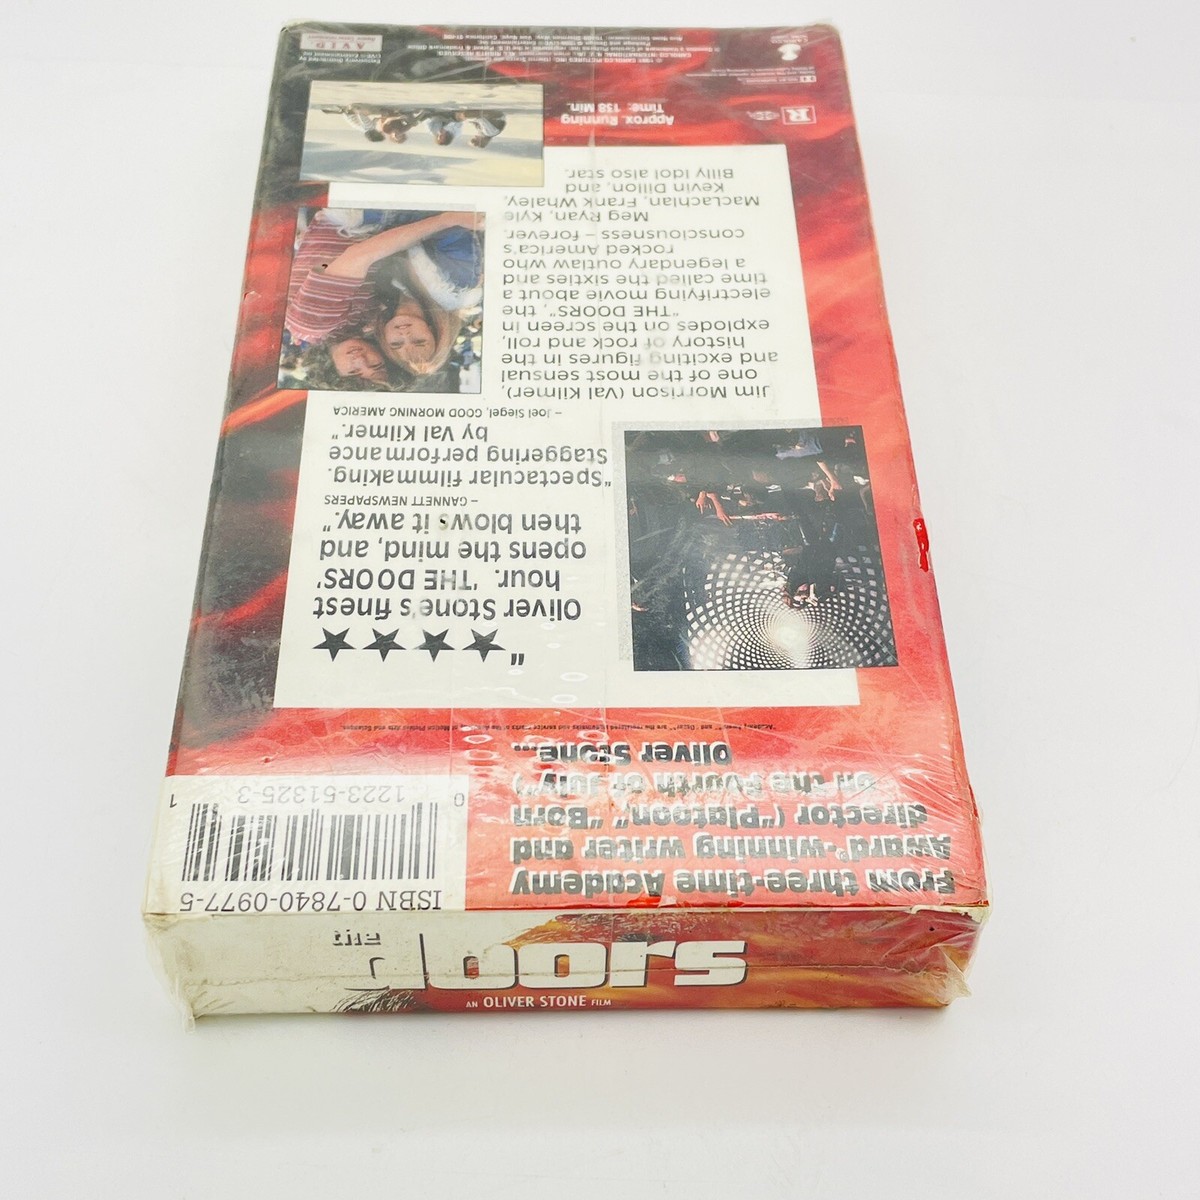 From three-time Academy
Award®-winning writer and
director ("Platoon," "Born
on the Fourth of July")
Oliver Stone...
"★★★★
Oliver Stone's finest
hour. 'THE DOORS'
opens the mind, and
then blows it away."
– GANNETT NEWSPAPERS
"Spectacular filmmaking.
Staggering performance
by Val Kilmer."
– Joel Siegel, GOOD MORNING AMERICA
Jim Morrison (Val Kilmer),
one of the most sensual
and exciting figures in the
history of rock and roll,
explodes on the screen in
"THE DOORS", the
electrifying movie about a
time called the sixties and
a legendary outlaw who
rocked America's
consciousness – forever.
Meg Ryan, Kyle
MacLachlan, Frank Whaley,
Kevin Dillon, and
Billy Idol also star.
R
Approx. Running
Time: 138 Min.
AVID
ISBN 0-7840-0977-5
0 1223-51325-3 1
the
doors
AN OLIVER STONE FILM